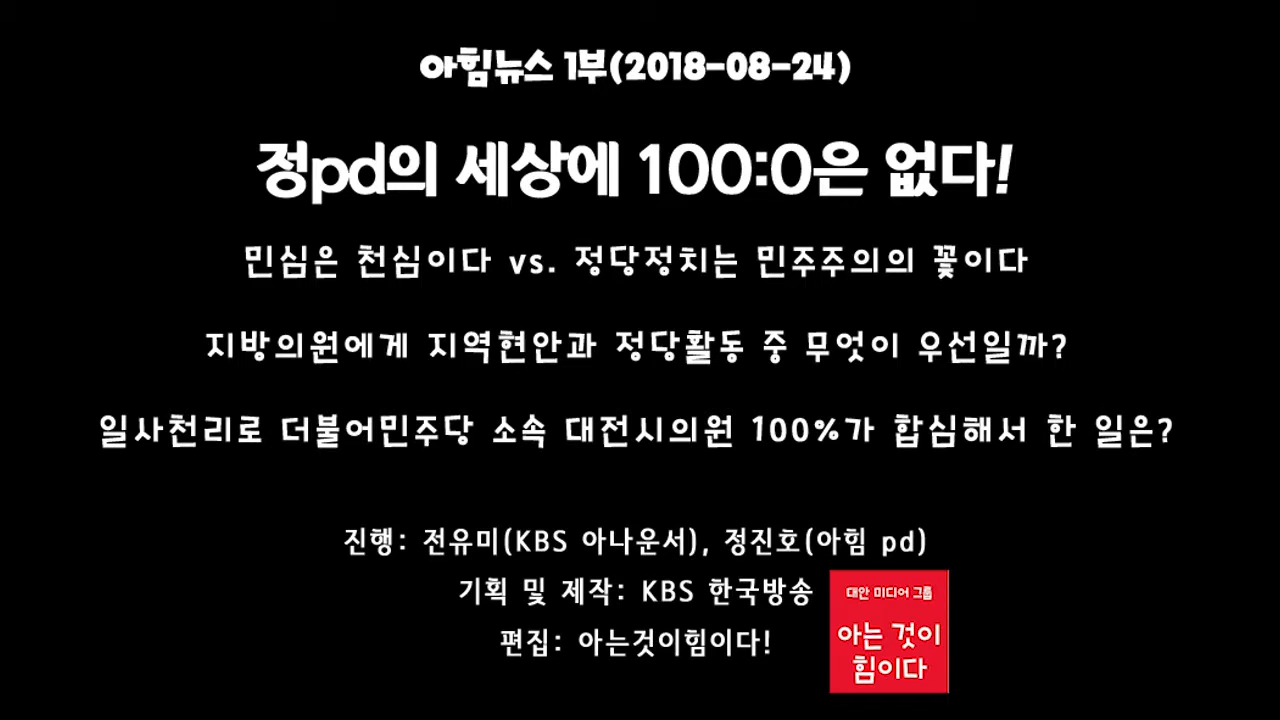 아힘뉴스 1부(2018-08-24)
정pd의 세상에 100:0은 없다!
민심은 천심이다 vs. 정당정치는 민주주의의 꽃이다
지방의원에게 지역현안과 정당활동 중 무엇이 우선일까?
일사천리로 더불어민주당 소속 대전시의원 100%가 합심해서 한 일은?
진행: 전유미(KBS 아나운서), 정진호(아힘 pd)
기획 및 제작: KBS 한국방송
편집: 아는것이힘이다!
대안 미디어 그룹
아는 것이
힘이다